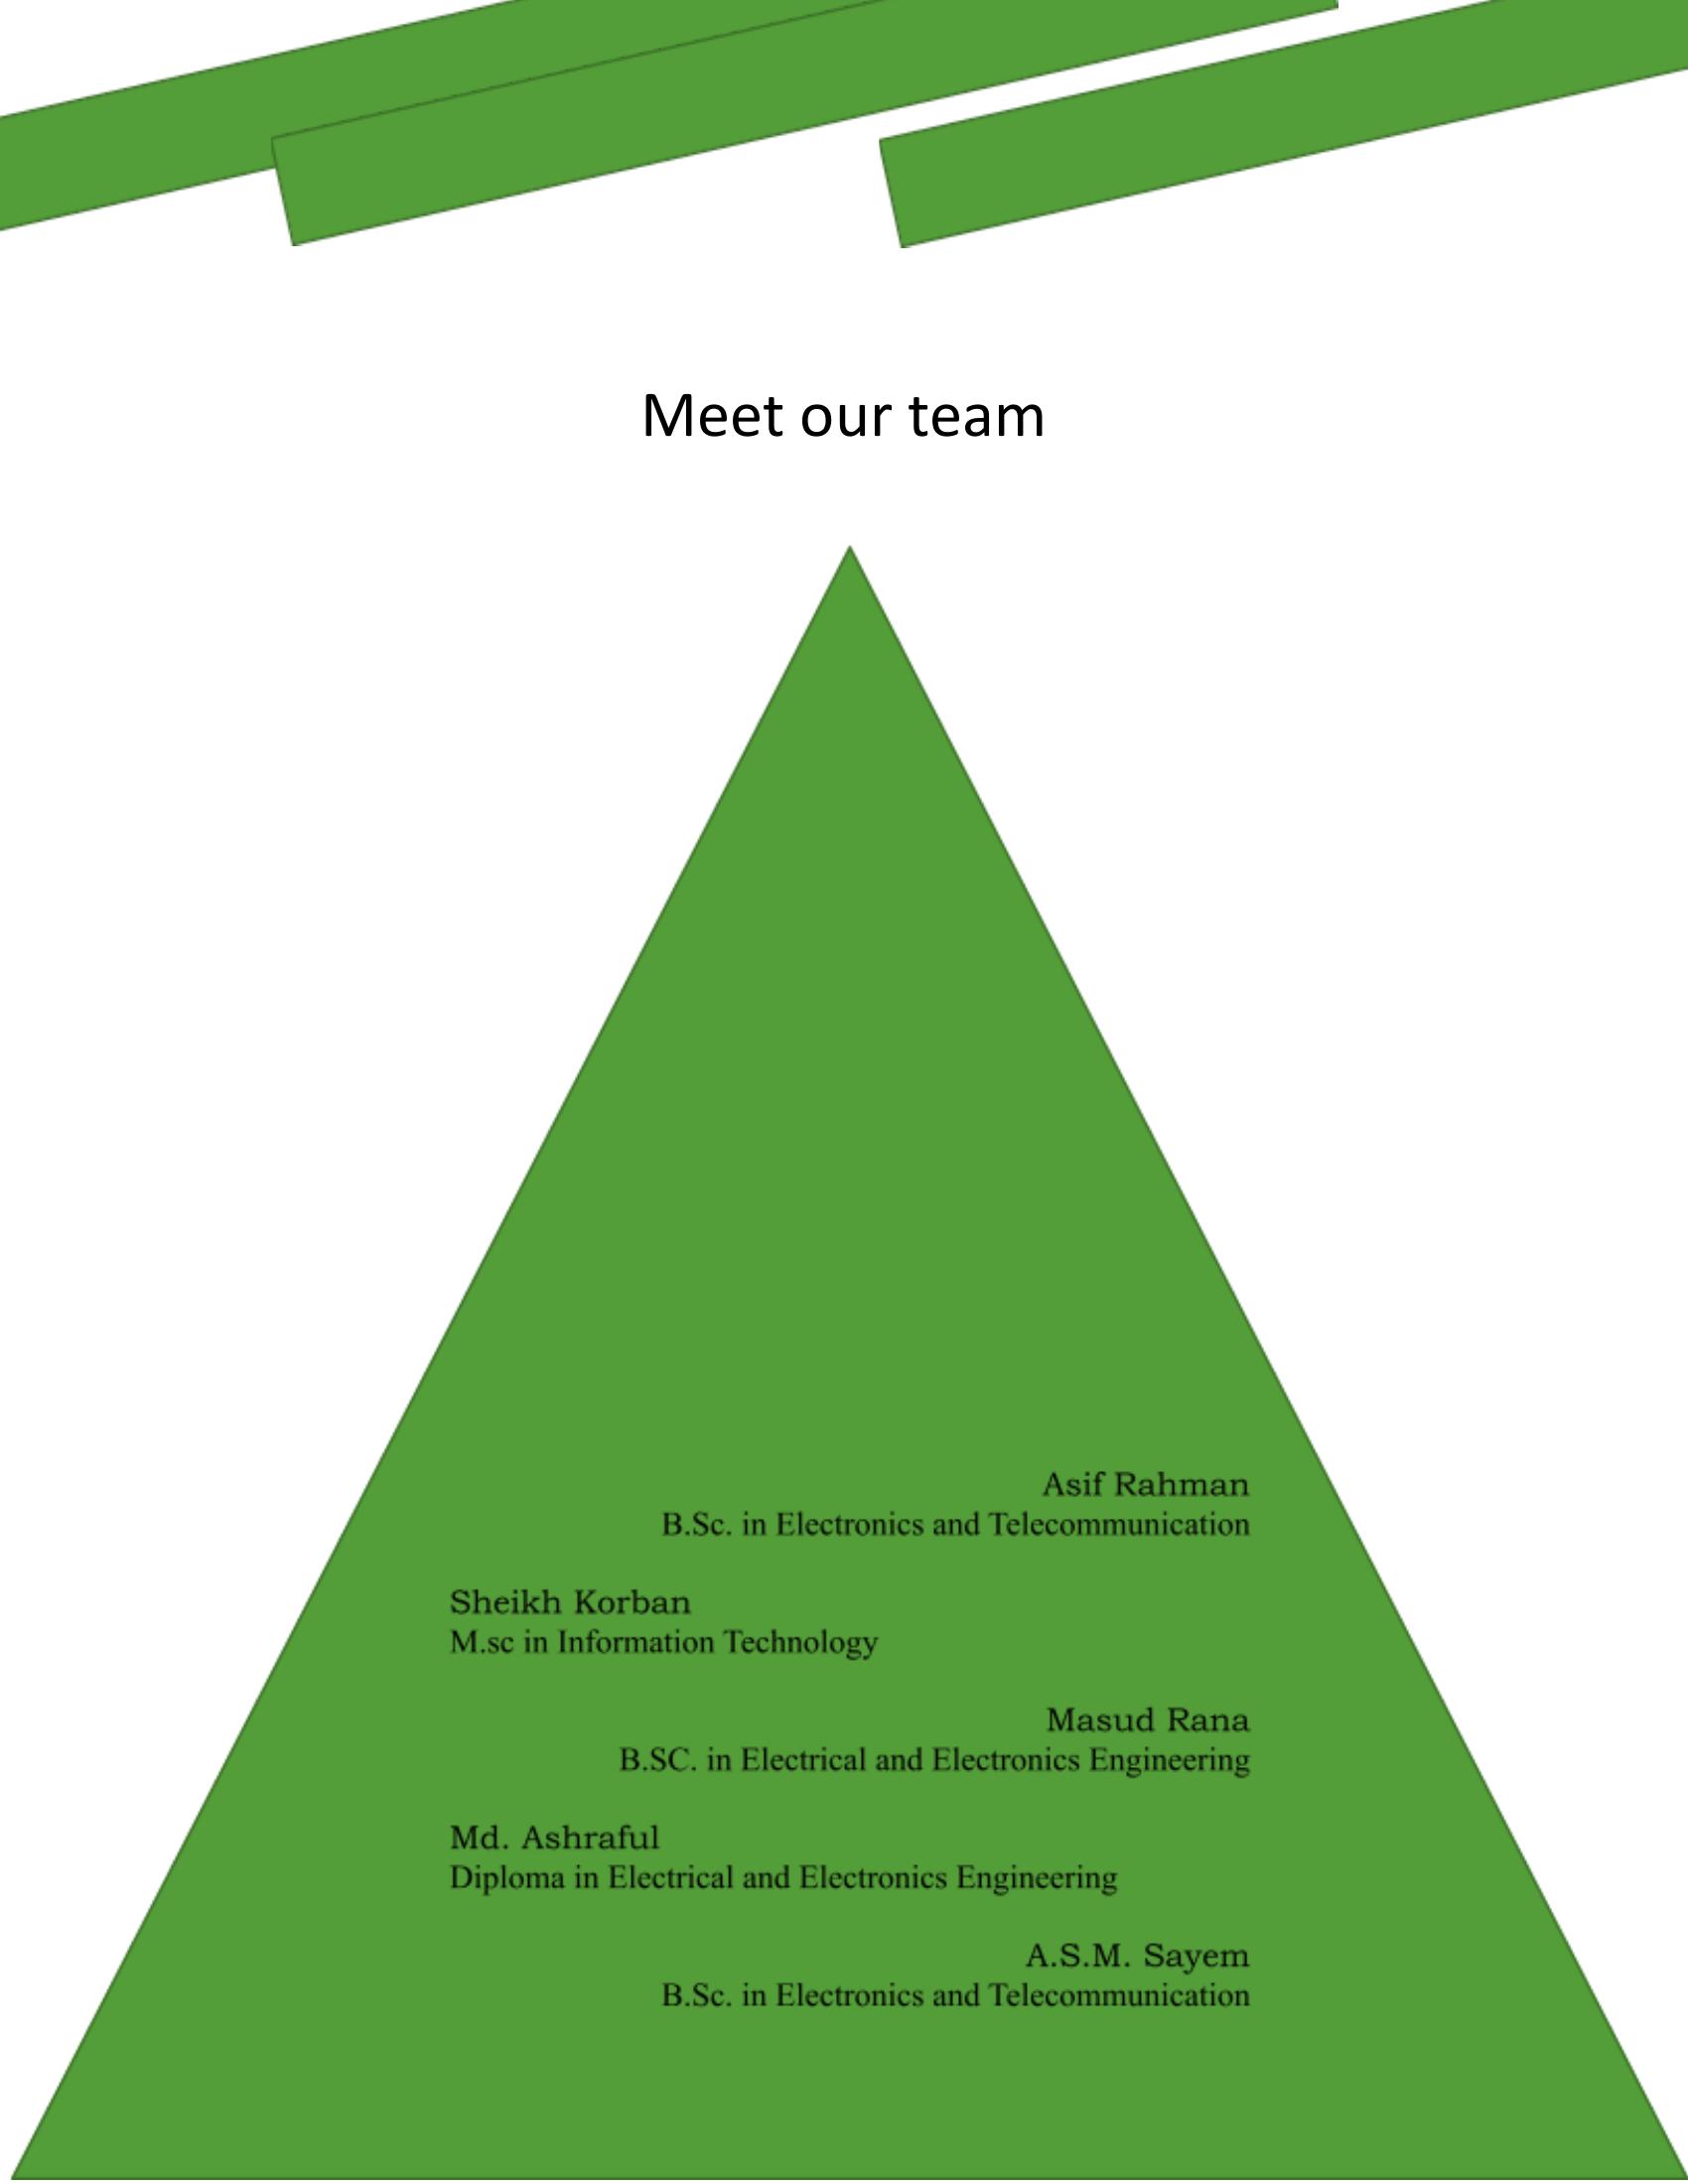 Meet our team
Asif Rahman
B.Sc. in Electronics and Telecommunication
Sheikh Korban
M.sc in Information Technology
Masud Rana
B.SC. in Electrical and Electronics Engineering
Md. Ashraful
Diploma in Electrical and Electronics Engineering
A.S.M. Sayem
B.Sc. in Electronics and Telecommunication